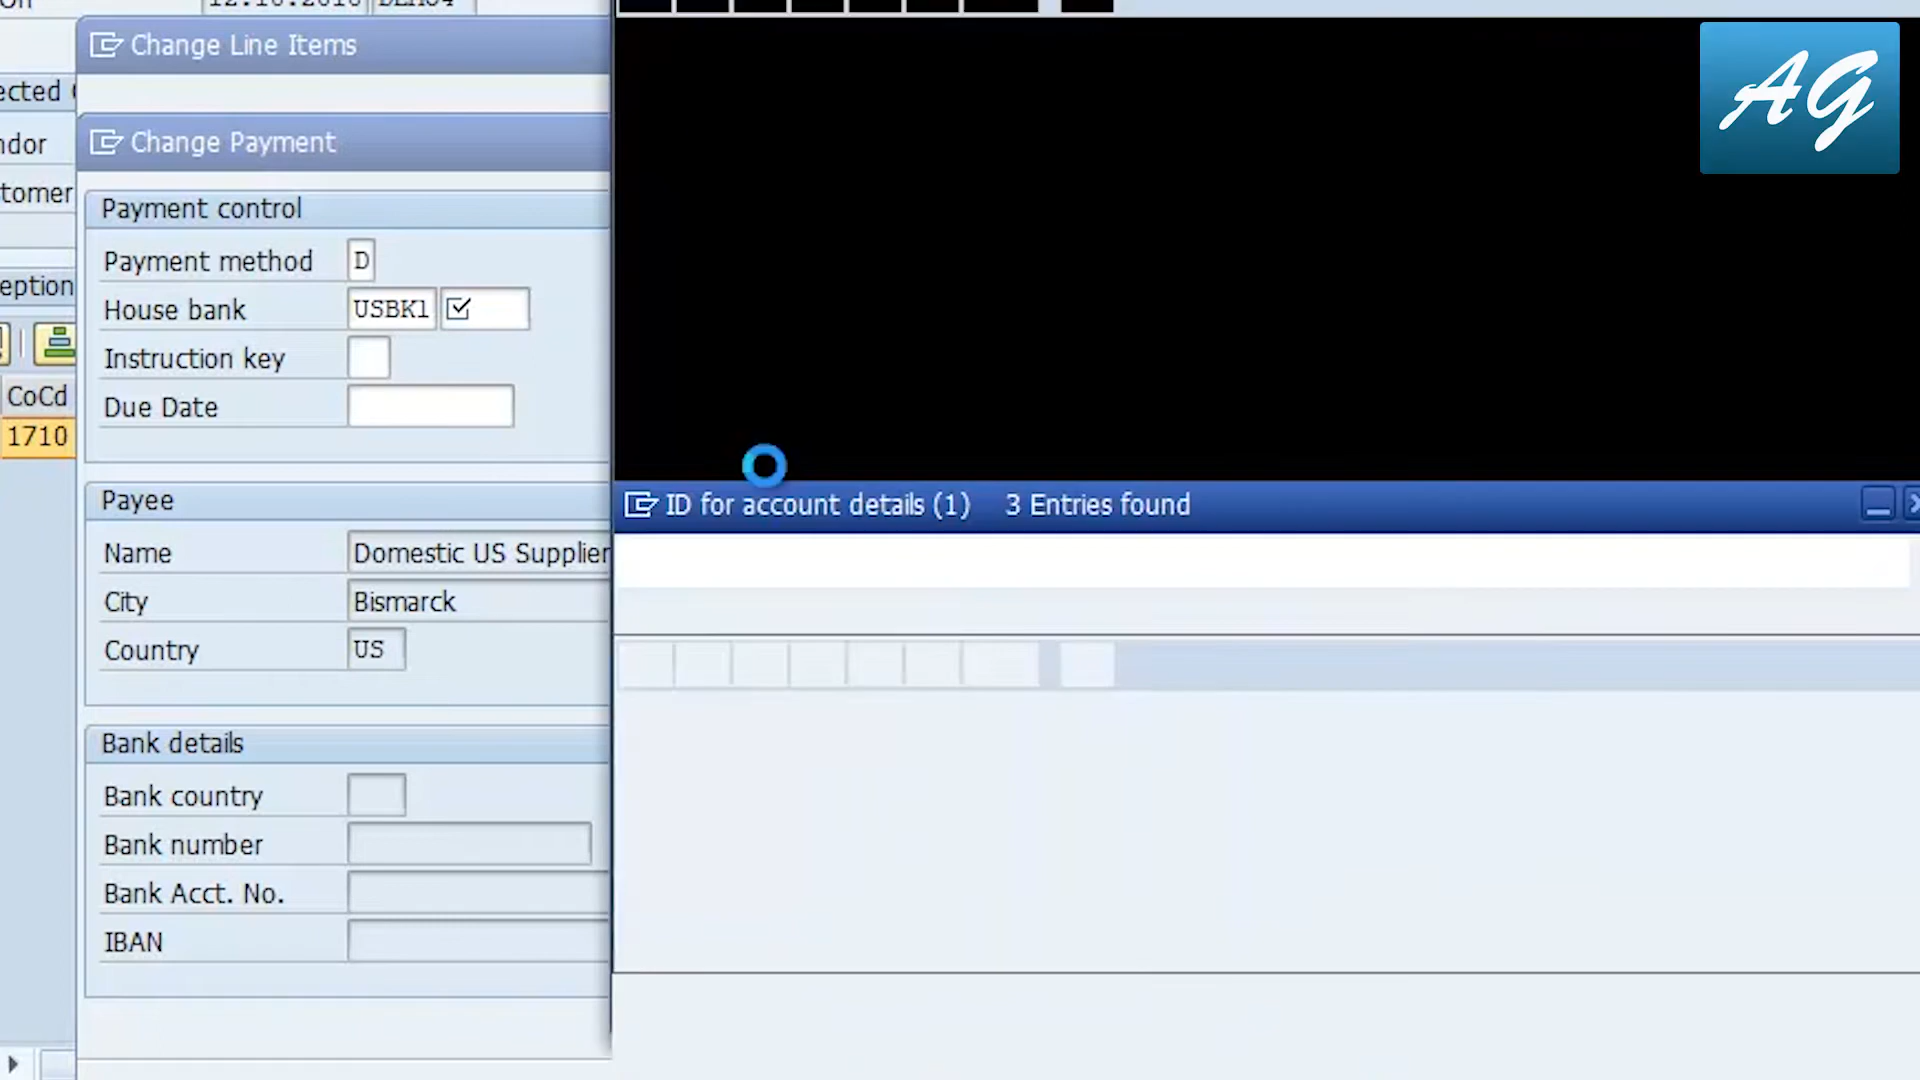 Change Line Items
AG
ected
Change Payment
ndor
tomer
Payment control
Payment method D
House bank USBK1
eption
Instruction key
CoCd
Due Date
1710
Payee
ID for account details (1) 3 Entries found
Name Domestic US Supplier
City Bismarck
Country US
Bank details
Bank country
Bank number
Bank Acct. No.
IBAN